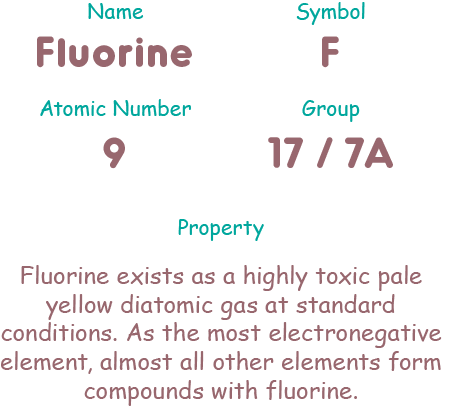 Name Symbol
Fluorine F
Atomic Number Group
9 17 / 7A
Property
Fluorine exists as a highly toxic pale
yellow diatomic gas at standard
conditions. As the most electronegative
element, almost all other elements form
compounds with fluorine.